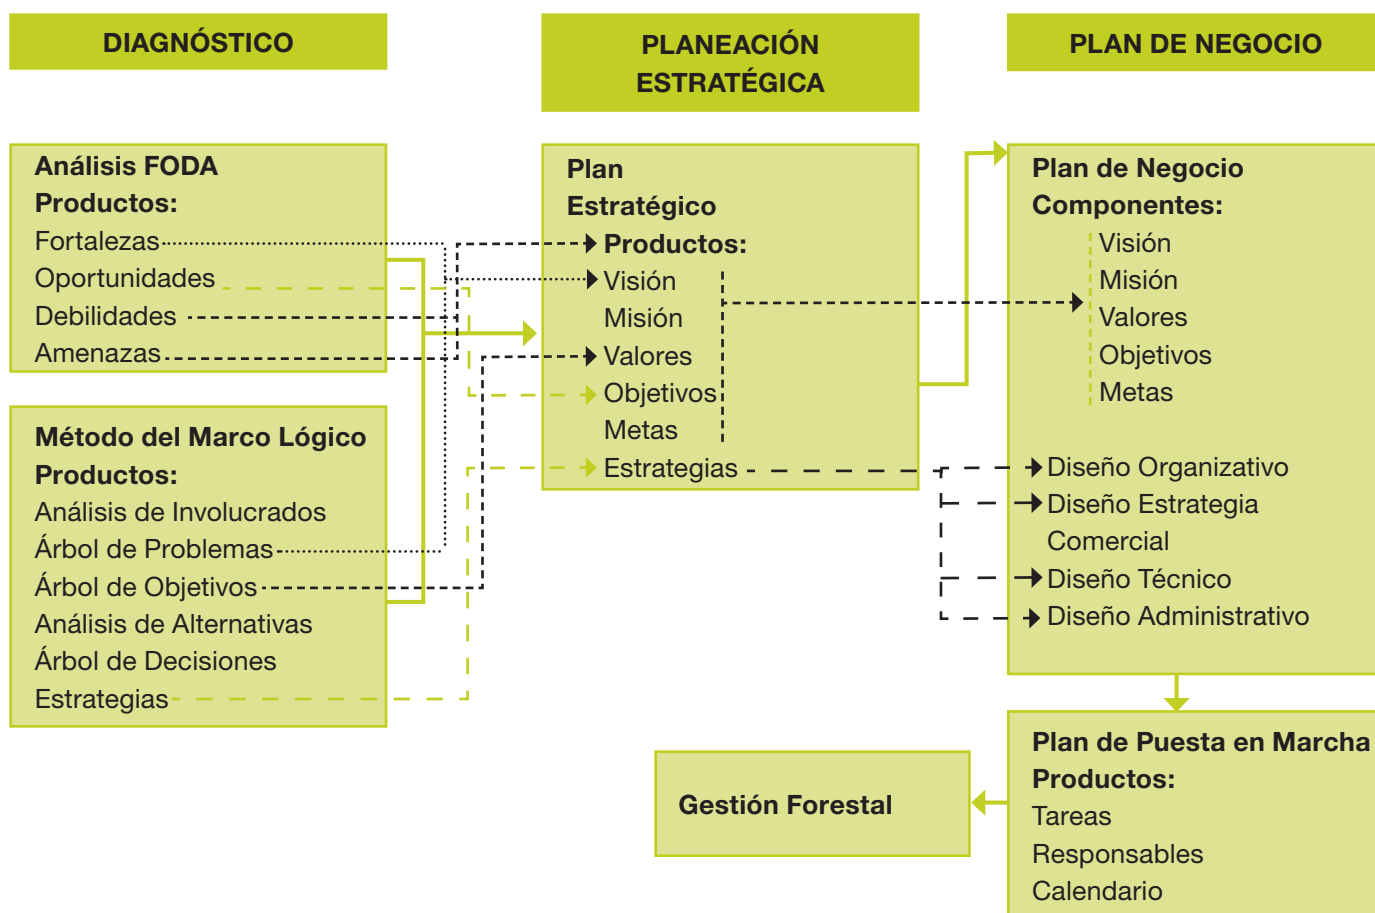 DIAGNÓSTICO
PLANEACIÓN
ESTRATÉGICA
PLAN DE NEGOCIO
Análisis FODA
Productos:
Fortalezas
Oportunidades
Debilidades
Amenazas
Método del Marco Lógico
Productos:
Análisis de Involucrados
Árbol de Problemas
Árbol de Objetivos
Análisis de Alternativas
Árbol de Decisiones
Estrategias
Plan
Estratégico
Productos:
Visión
Misión
Valores
Objetivos
Metas
Estrategias
Plan de Negocio
Componentes:
Visión
Misión
Valores
Objetivos
Metas
Diseño Organizativo
Diseño Estrategia
Comercial
Diseño Técnico
Diseño Administrativo
Plan de Puesta en Marcha
Productos:
Tareas
Responsables
Calendario
Gestión Forestal